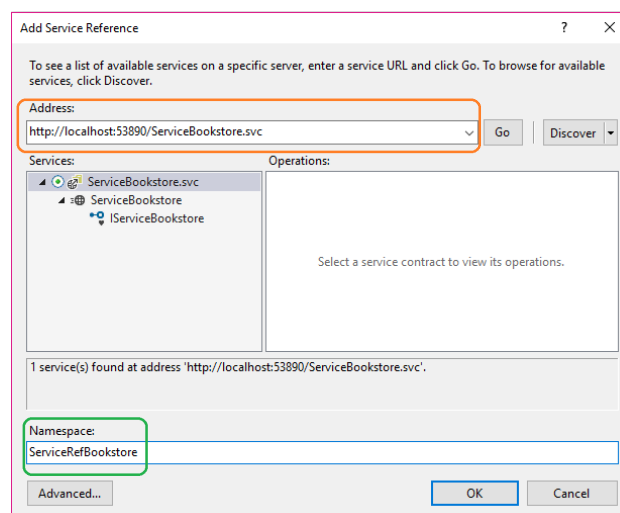 Add Service Reference
?
To see a list of available services on a specific server, enter a service URL and click Go. To browse for available
services, click Discover.
Address:
http://localhost:53890/ServiceBookstore.svc
Go
Discover
Services:
Operations:
ServiceBookstore.svc
ServiceBookstore
IServiceBookstore
Select a service contract to view its operations.
1 service(s) found at address 'http://localhost:53890/ServiceBookstore.svc'.
Namespace:
ServiceRefBookstore
Advanced...
OK
Cancel